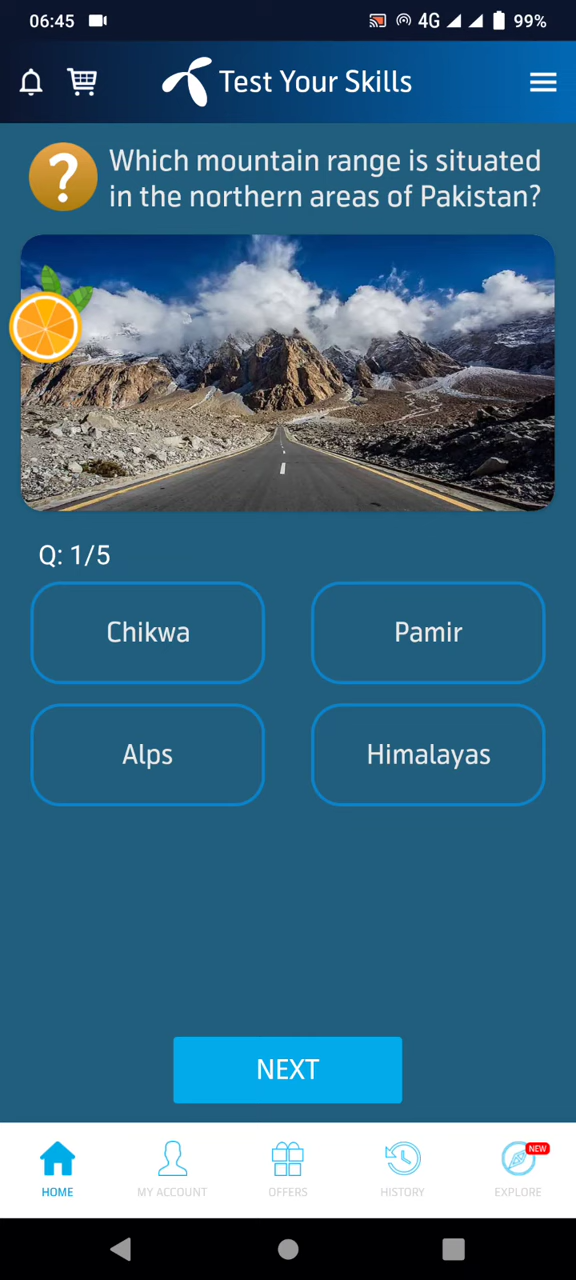 06:45 4G 99%
Test Your Skills
?
Which mountain range is situated
in the northern areas of Pakistan?
Q: 1/5
Chikwa Pamir
Alps Himalayas
NEXT
NEW
HOME MY ACCOUNT OFFERS HISTORY EXPLORE